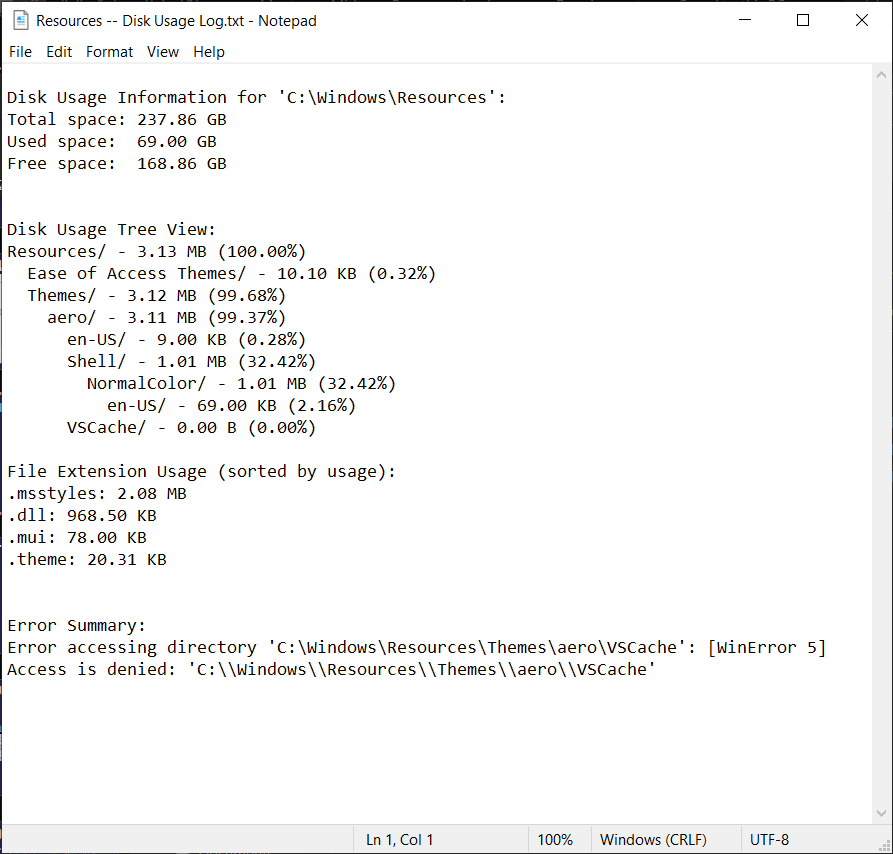 Resources -- Disk Usage Log.txt - Notepad
File Edit Format View Help
Disk Usage Information for 'C:\Windows\Resources':
Total space: 237.86 GB
Used space:  69.00 GB
Free space:  168.86 GB
Disk Usage Tree View:
Resources/ - 3.13 MB (100.00%)
  Ease of Access Themes/ - 10.10 KB (0.32%)
  Themes/ - 3.12 MB (99.68%)
    aero/ - 3.11 MB (99.37%)
      en-US/ - 9.00 KB (0.28%)
      Shell/ - 1.01 MB (32.42%)
        NormalColor/ - 1.01 MB (32.42%)
          en-US/ - 69.00 KB (2.16%)
      VSCache/ - 0.00 B (0.00%)
File Extension Usage (sorted by usage):
.msstyles: 2.08 MB
.dll: 968.50 KB
.mui: 78.00 KB
.theme: 20.31 KB
Error Summary:
Error accessing directory 'C:\Windows\Resources\Themes\aero\VSCache': [WinError 5]
Access is denied: 'C:\\Windows\\Resources\\Themes\\aero\\VSCache'
Ln 1, Col 1 100% Windows (CRLF) UTF-8